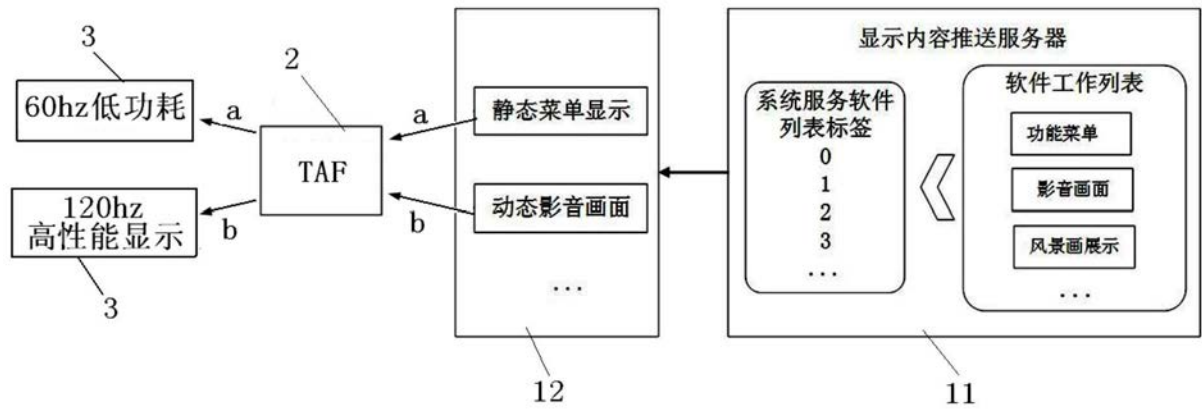 3
60hz低功耗
a
2
TAF
a
b
120hz
高性能显示
b
3
静态菜单显示
动态影音画面
...
12
显示内容推送服务器
系统服务软件
列表标签
0
1
2
3
...
软件工作列表
功能菜单
影音画面
风景画展示
...
11